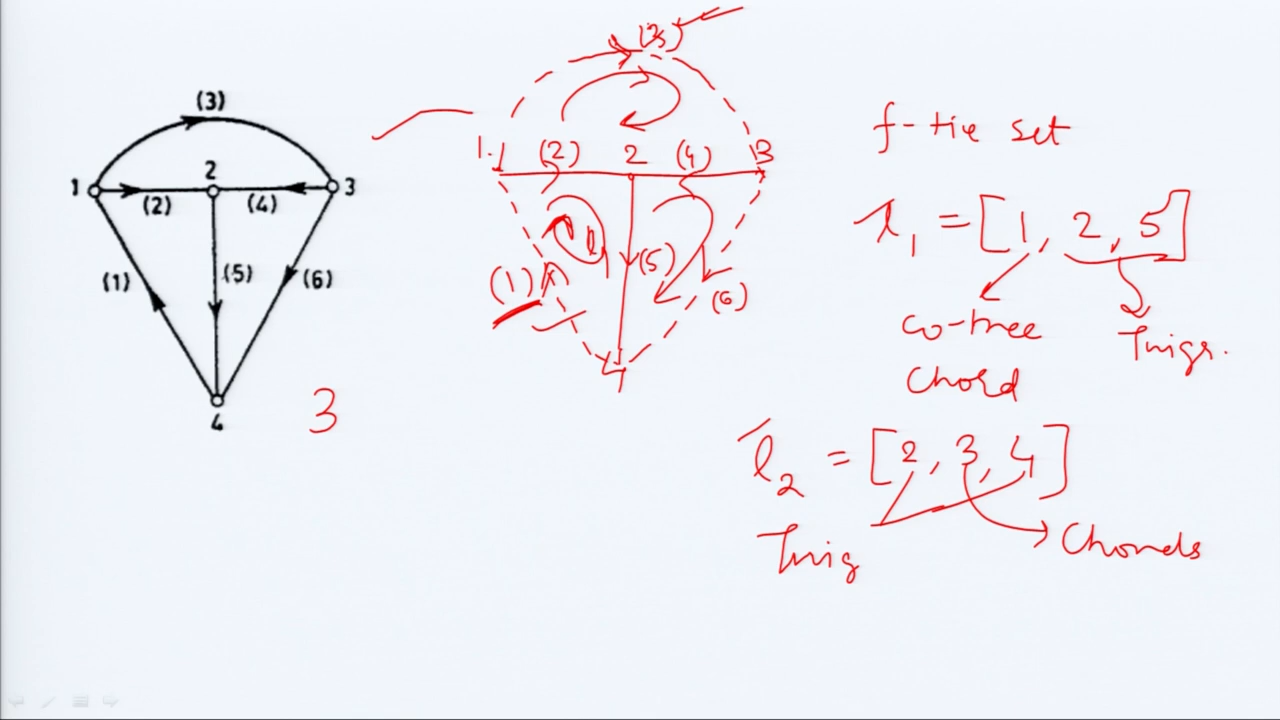 (3)
1
2
3
(2)
(4)
(1)
(5)
(6)
4
3
(3)
1.
(2)
2
(4)
3
(1)
(5)
(6)
4
f-tie set
l1 = [1, 2, 5]
Co-tree
Chord
Twigs.
l2 = [2, 3, 4]
Twig
Chords